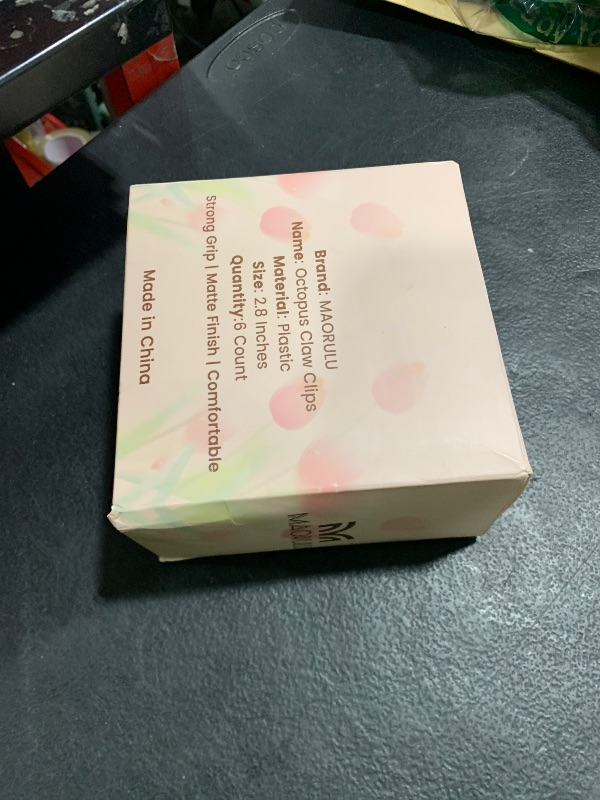 Brand: MAORULU
Name: Octopus Claw Clips
Material: Plastic
Size: 2.8 Inches
Quantity:6 Count
Strong Grip | Matte Finish | Comfortable
Made in China